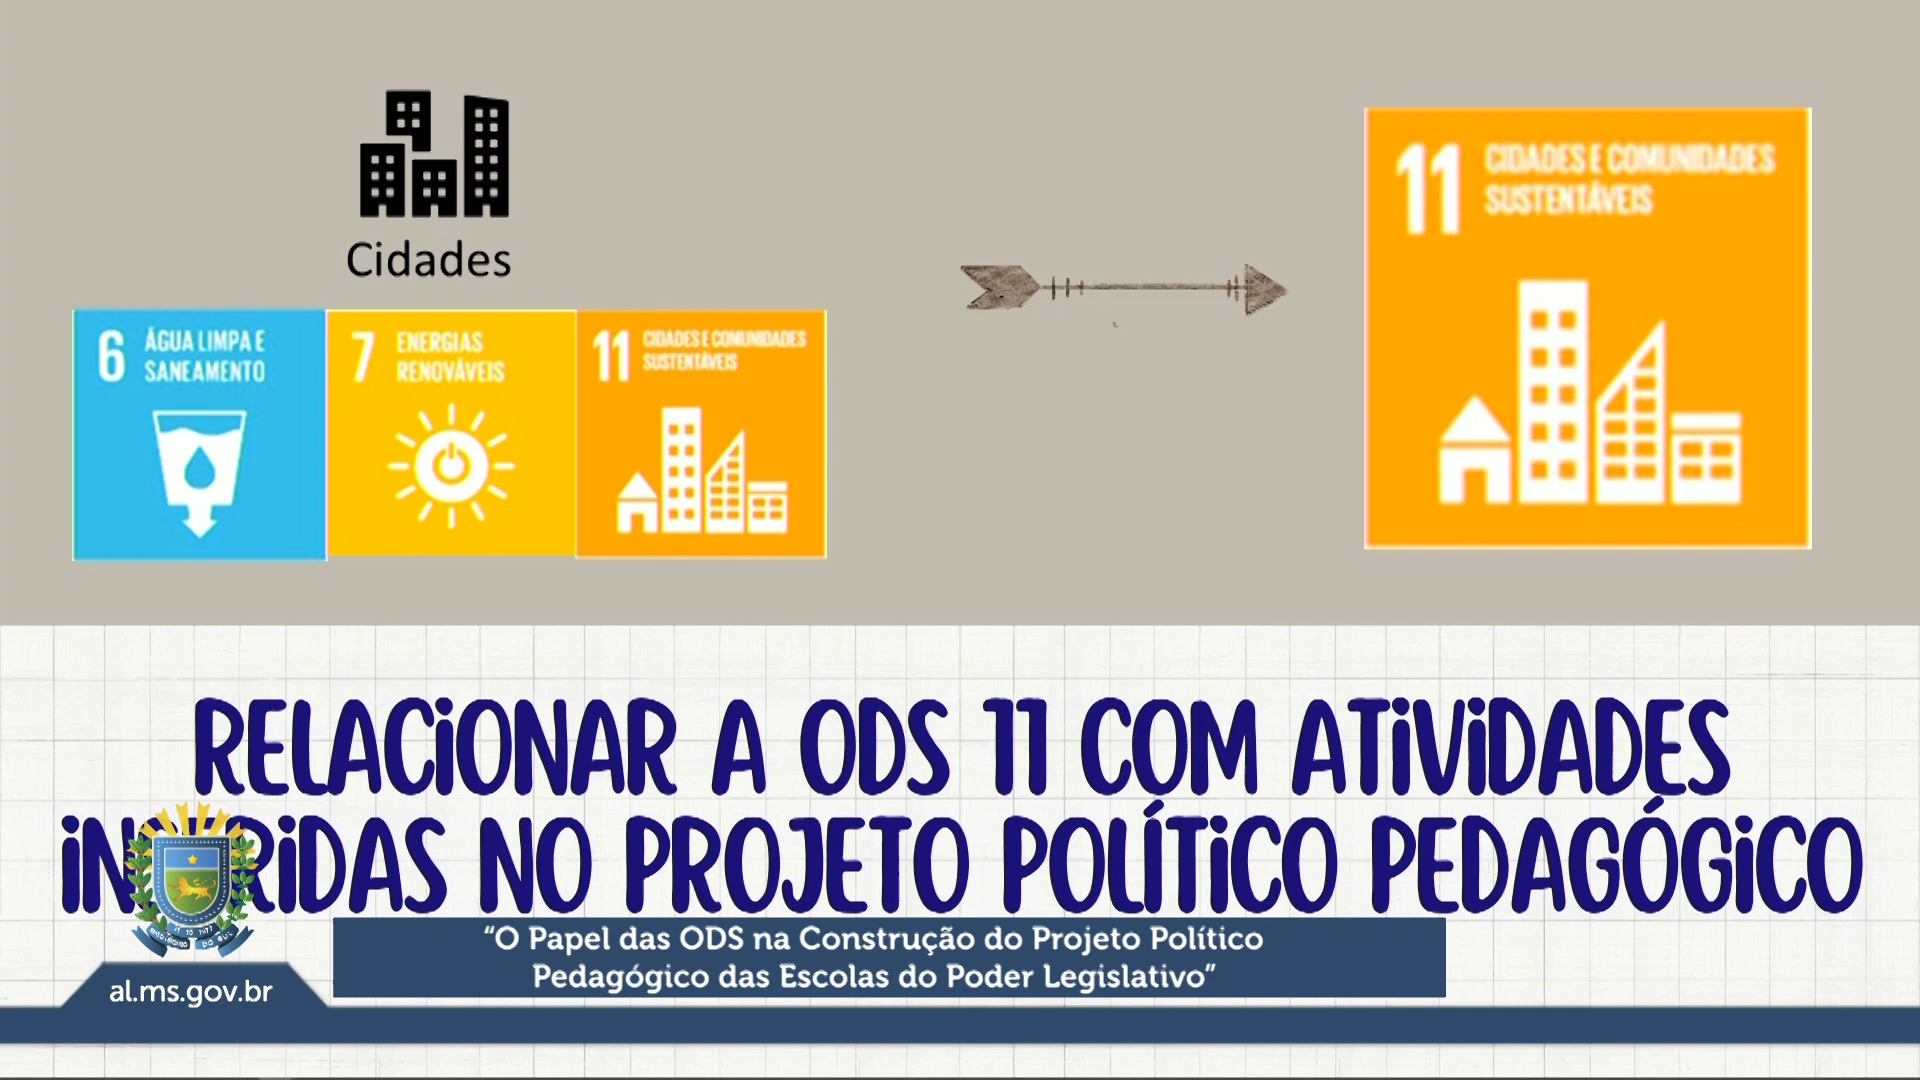 Cidades
6 ÁGUA LIMPA E
SANEAMENTO
7 ENERGIAS
RENOVÁVEIS
11 CIDADES E COMUNIDADES
SUSTENTÁVEIS
11 CIDADES E COMUNIDADES
SUSTENTÁVEIS
RELACIONAR A ODS 11 COM ATIVIDADES
NO PROJETO POLÍTICO PEDAGÓGICO
“O Papel das ODS na Construção do Projeto Político
Pedagógico das Escolas do Poder Legislativo”
al.ms.gov.br